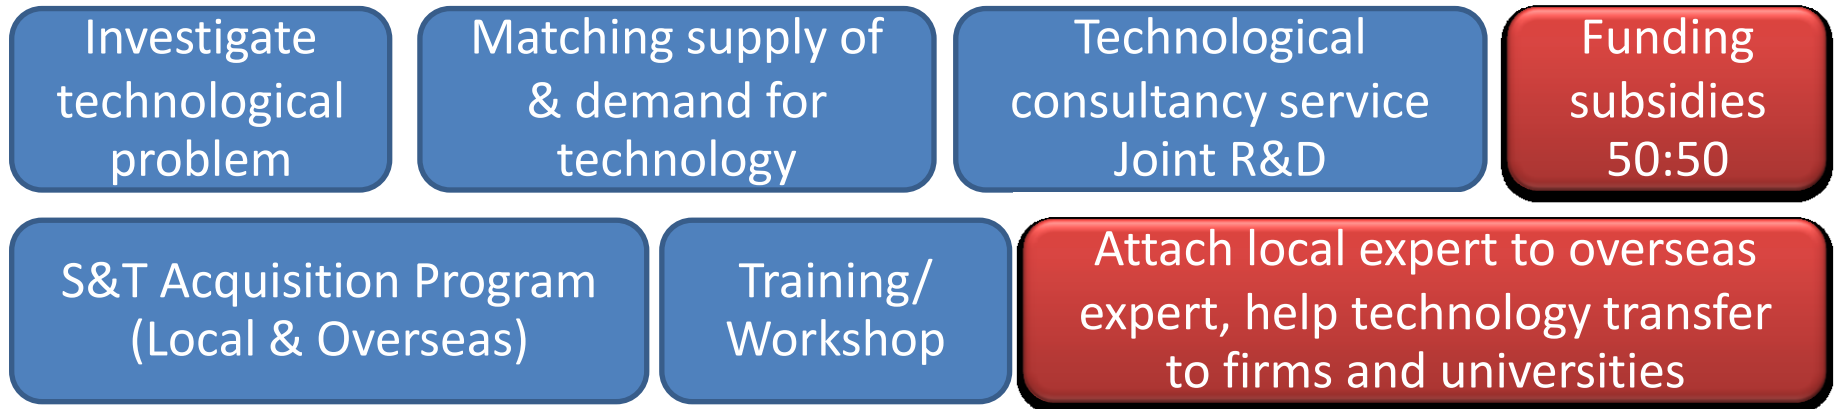 Investigate
technological
problem
Matching supply of
& demand for
technology
Technological
consultancy service
Joint R&D
Funding
subsidies
50:50
S&T Acquisition Program
(Local & Overseas)
Training/
Workshop
Attach local expert to overseas
expert, help technology transfer
to firms and universities